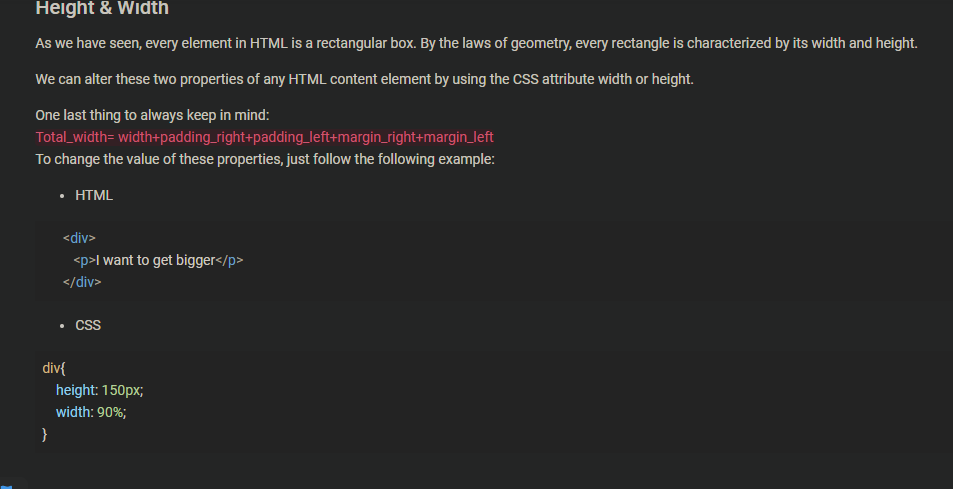 Height & Width
As we have seen, every element in HTML is a rectangular box. By the laws of geometry, every rectangle is characterized by its width and height.
We can alter these two properties of any HTML content element by using the CSS attribute width or height.
One last thing to always keep in mind:
Total_width= width+padding_right+padding_left+margin_right+margin_left
To change the value of these properties, just follow the following example:
• HTML
<div>
<p>I want to get bigger</p>
</div>
• CSS
div{
height: 150px;
width: 90%;
}